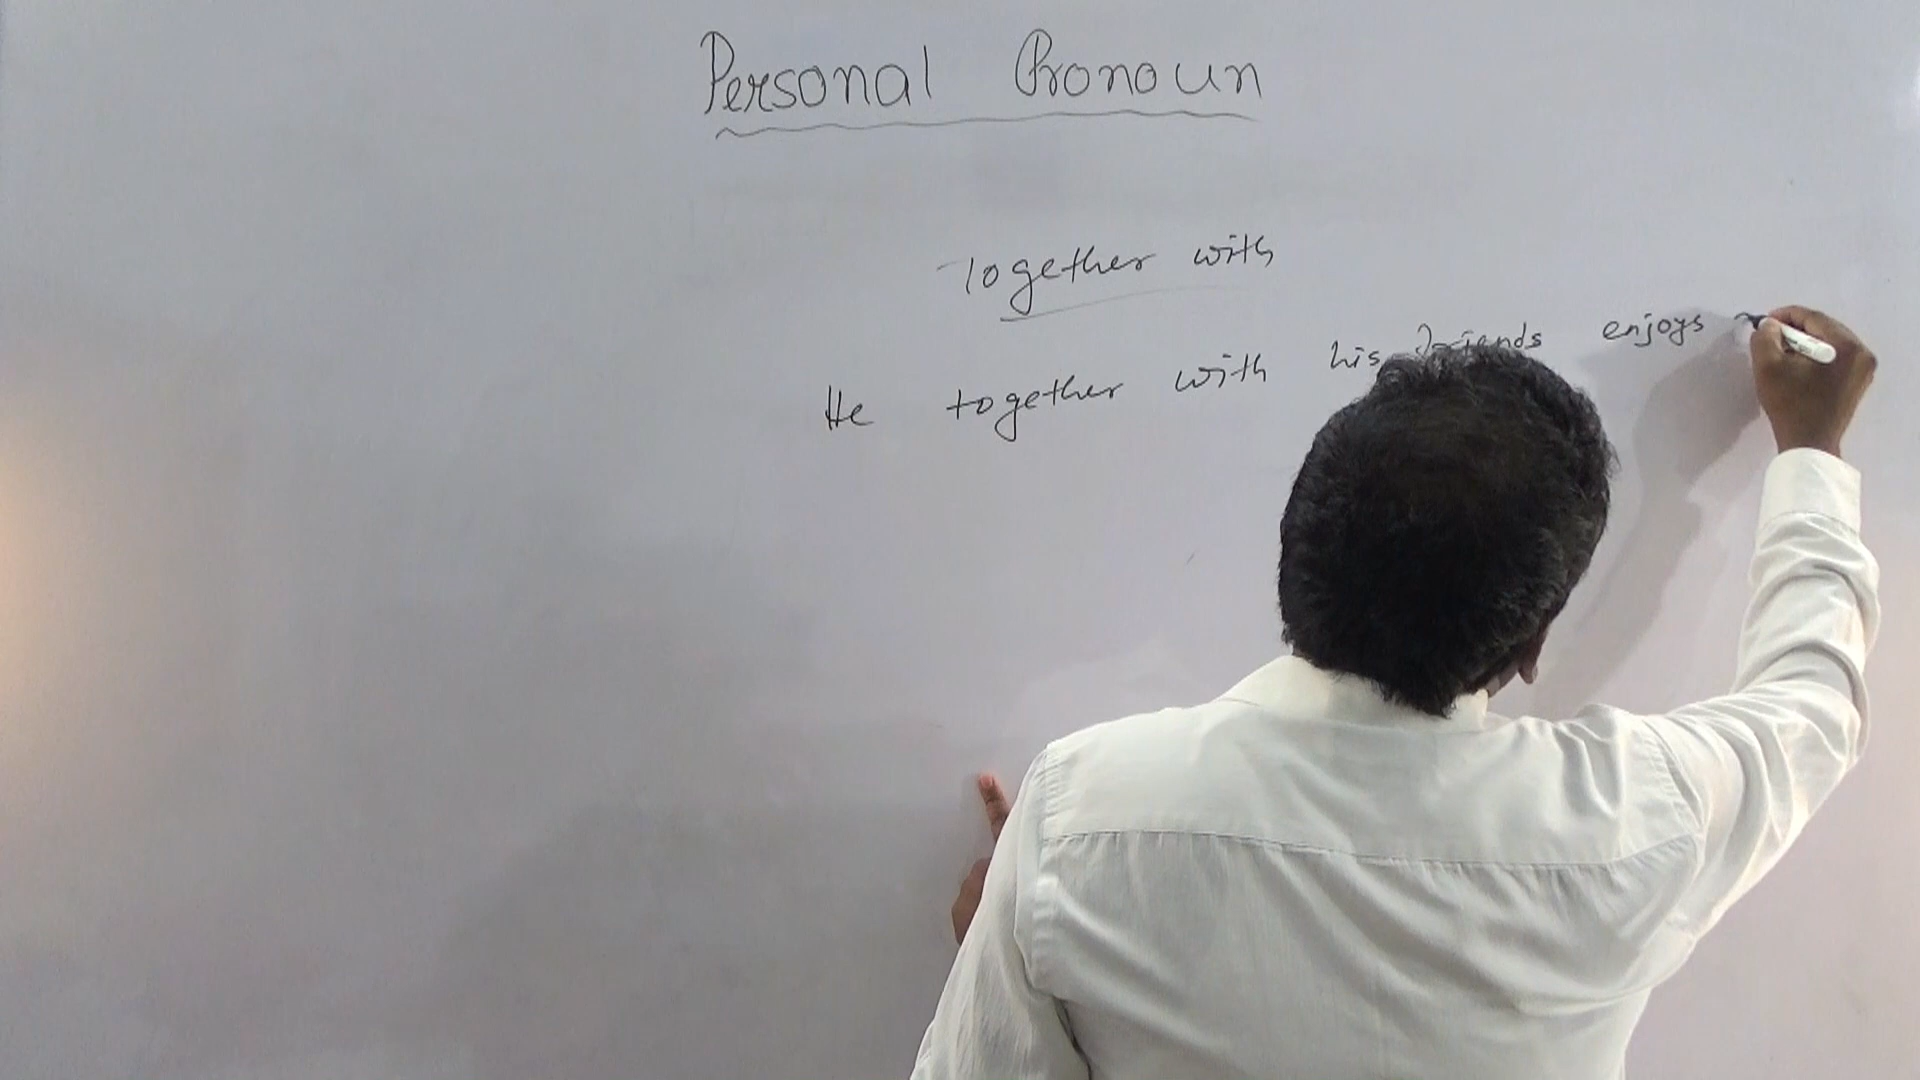 Personal Pronoun
Together with
He together with his friends enjoys